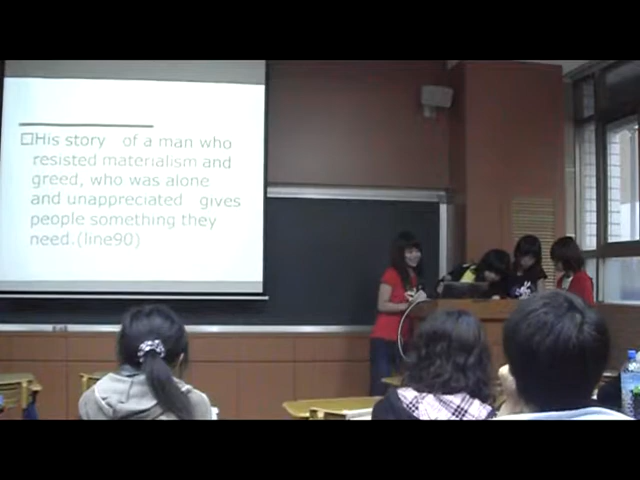 □His story of a man who
resisted materialism and
greed, who was alone
and unappreciated gives
people something they
need.(line90)